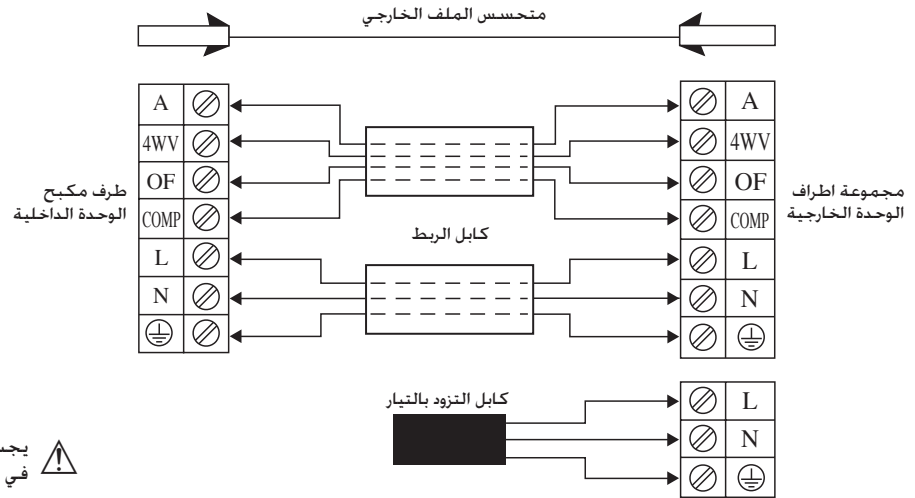 متحسس الملف الخارجي
A
4WV
OF
COMP
L
N
طرف مكبح
الوحدة الداخلية
كابل الربط
A
4WV
OF
COMP
L
N
مجموعة اطراف
الوحدة الخارجية
كابل التزود بالتيار
L
N
في